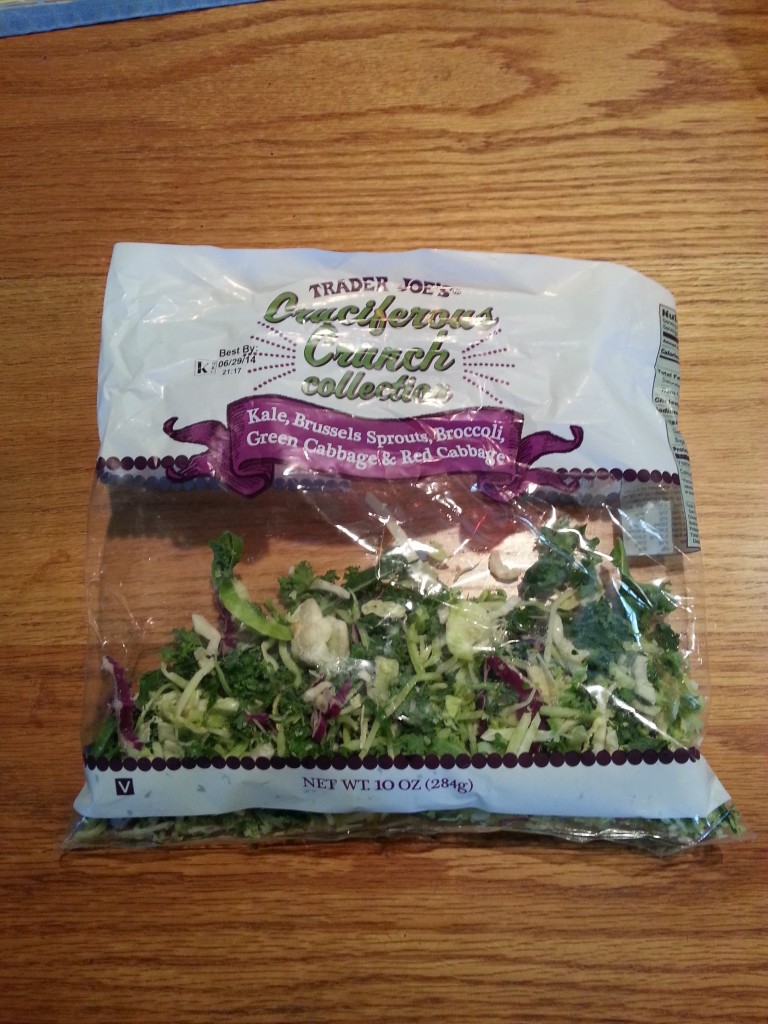 TRADER JOE'S™
Cruciferous
Crunch
collection
Best By:
K 06/29/14
21:17
Kale, Brussels Sprouts, Broccoli,
Green Cabbage & Red Cabbage
V
NET WT. 10 OZ (284g)